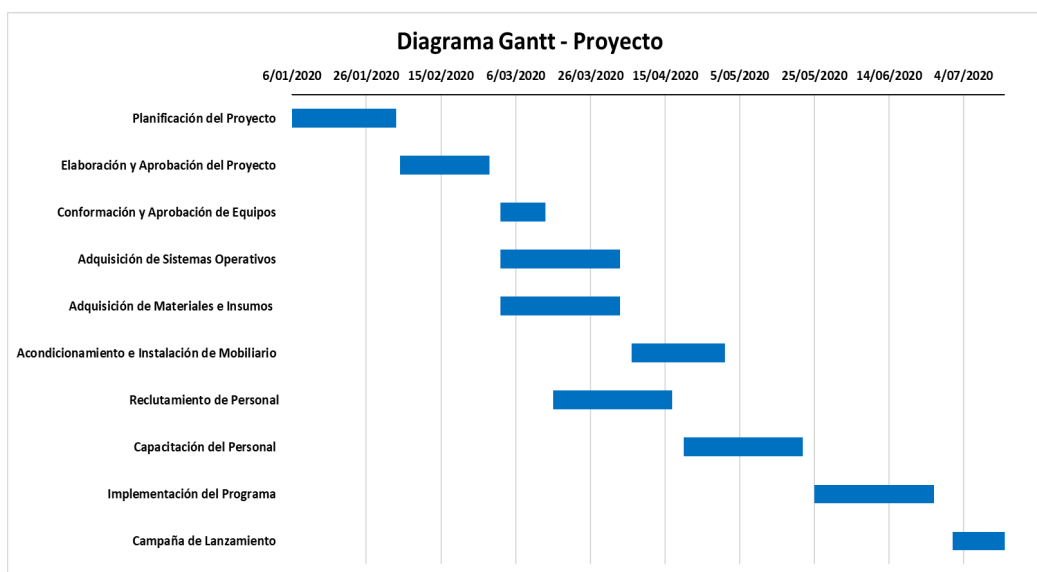 Diagrama Gantt - Proyecto
6/01/2020 26/01/2020 15/02/2020 6/03/2020 26/03/2020 15/04/2020 5/05/2020 25/05/2020 14/06/2020 4/07/2020
Planificación del Proyecto
Elaboración y Aprobación del Proyecto
Conformación y Aprobación de Equipos
Adquisición de Sistemas Operativos
Adquisición de Materiales e Insumos
Acondicionamiento e Instalación de Mobiliario
Reclutamiento de Personal
Capacitación del Personal
Implementación del Programa
Campaña de Lanzamiento